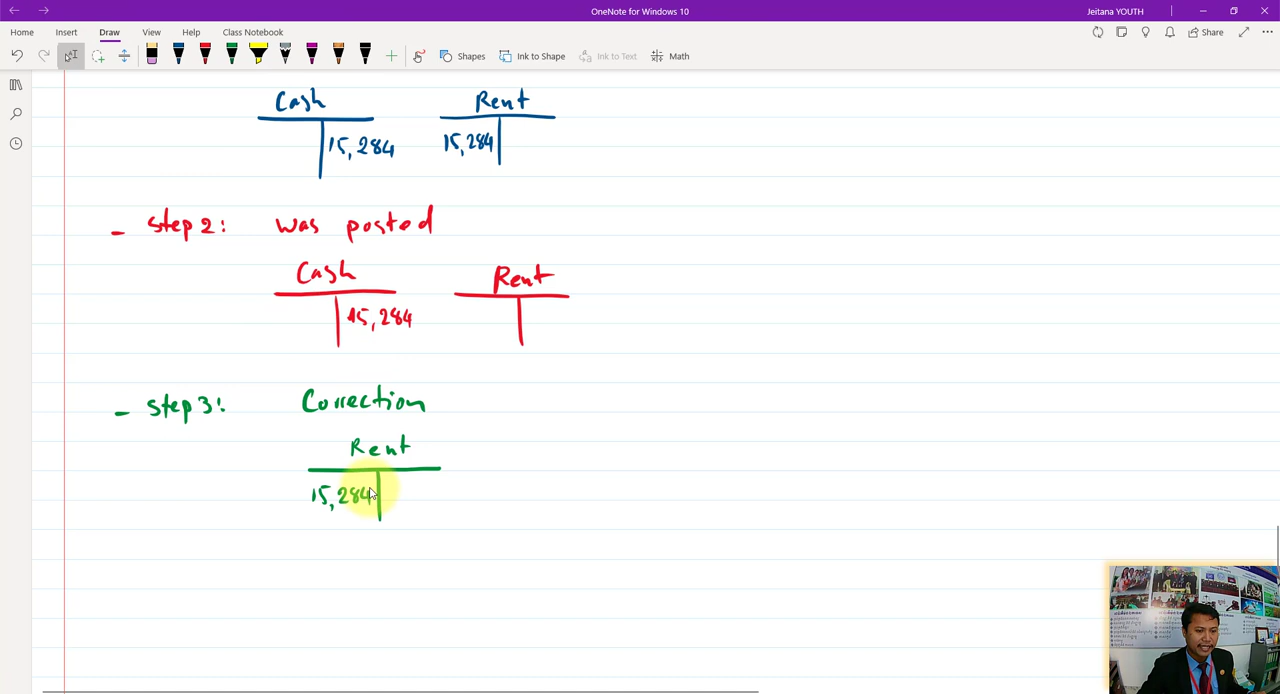 OneNote for Windows 10
Jeitana YOUTH
Home Insert Draw View Help Class Notebook
Share
Shapes Ink to Shape Ink to Text Math
Cash Rent
15,284 15,284
- step 2: was posted
Cash Rent
15,284
- step 3: Correction
Rent
15,284